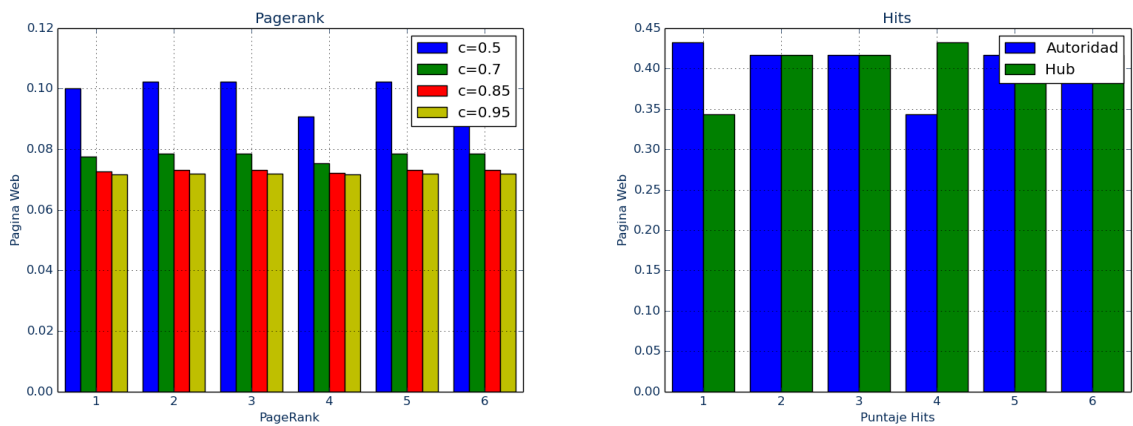 Pagerank
0.12
0.10
0.08
0.06
0.04
0.02
0.00
Pagina Web
c=0.5
c=0.7
c=0.85
c=0.95
1 2 3 4 5 6
PageRank
Hits
0.45
0.40
0.35
0.30
0.25
0.20
0.15
0.10
0.05
0.00
Pagina Web
Autoridad
Hub
1 2 3 4 5 6
Puntaje Hits